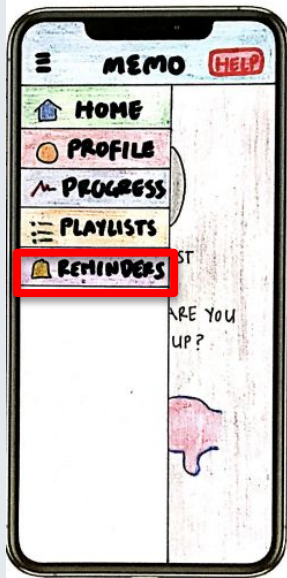 MEMO HELP
HOME
PROFILE
PROGRESS
PLAYLISTS
REMINDERS
ST
ARE YOU
UP?